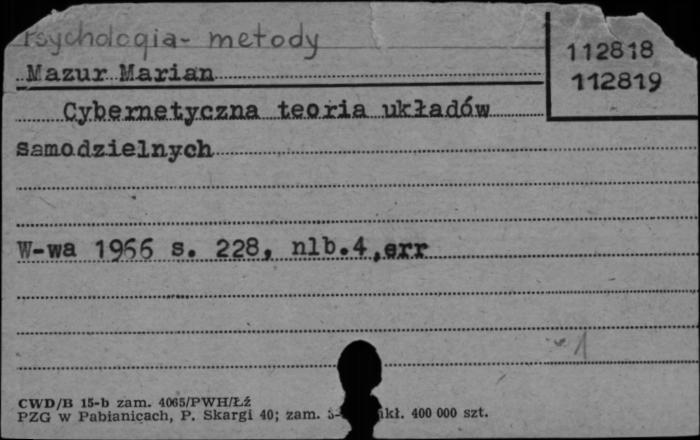 Psychologia - metody
112818
Mazur Marian
112819
Cybernetyczna teoria układów
samodzielnych
W-wa 1966 s. 228, nlb.4,err
1
CWD/B 15-b zam. 4065/PWH/Łź
PZG w Pabianicach, P. Skargi 40; zam. 400 000 szt.